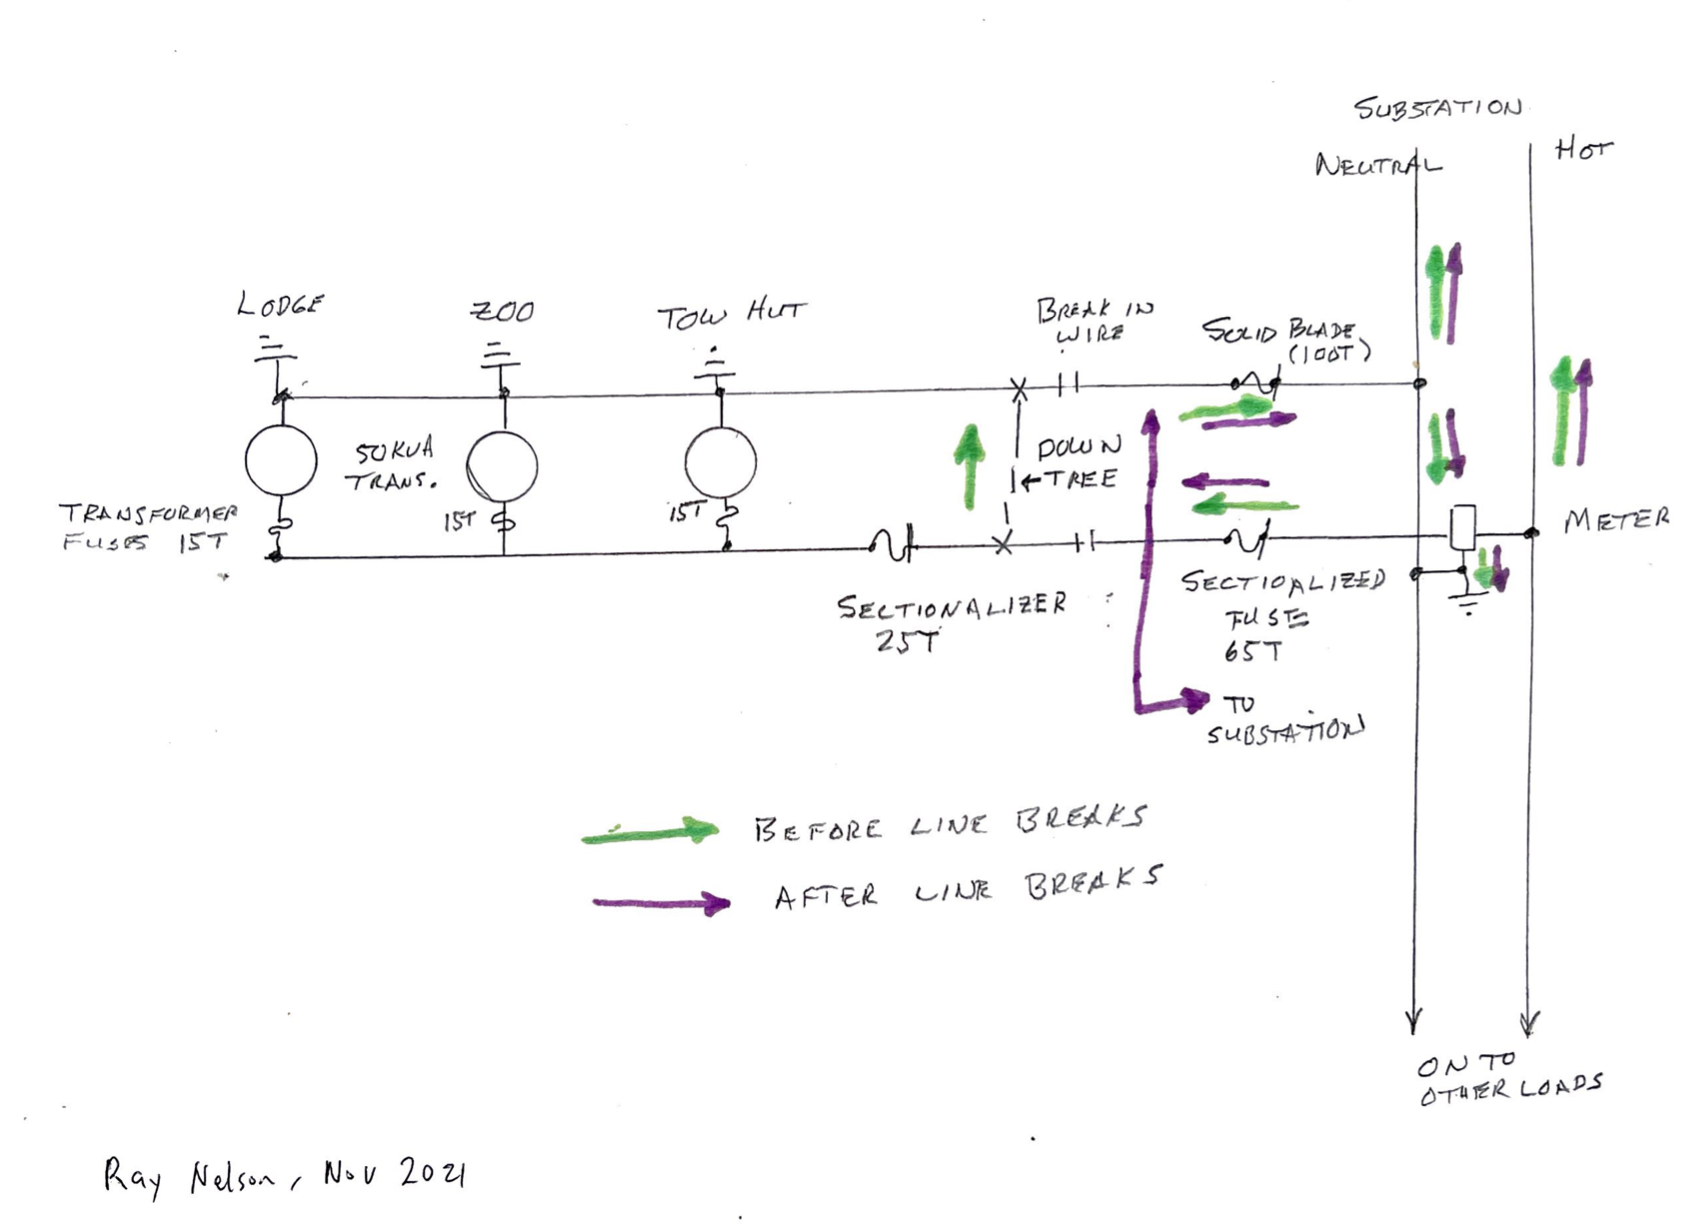 SUBSTATION
NEUTRAL
HOT
LODGE
ZOO
TOW HUT
BREAK IN
WIRE
SOLID BLADE
(100T)
50KVA
TRANS.
DOWN
TREE
TRANSFORMER
FUSES 15T
15T
15T
METER
SECTIONALIZER
25T
SECTIOALIZED
FUSE
65T
TO
SUBSTATION
BEFORE LINE BREAKS
AFTER LINE BREAKS
ON TO
OTHER LOADS
Ray Nelson, Nov 2021